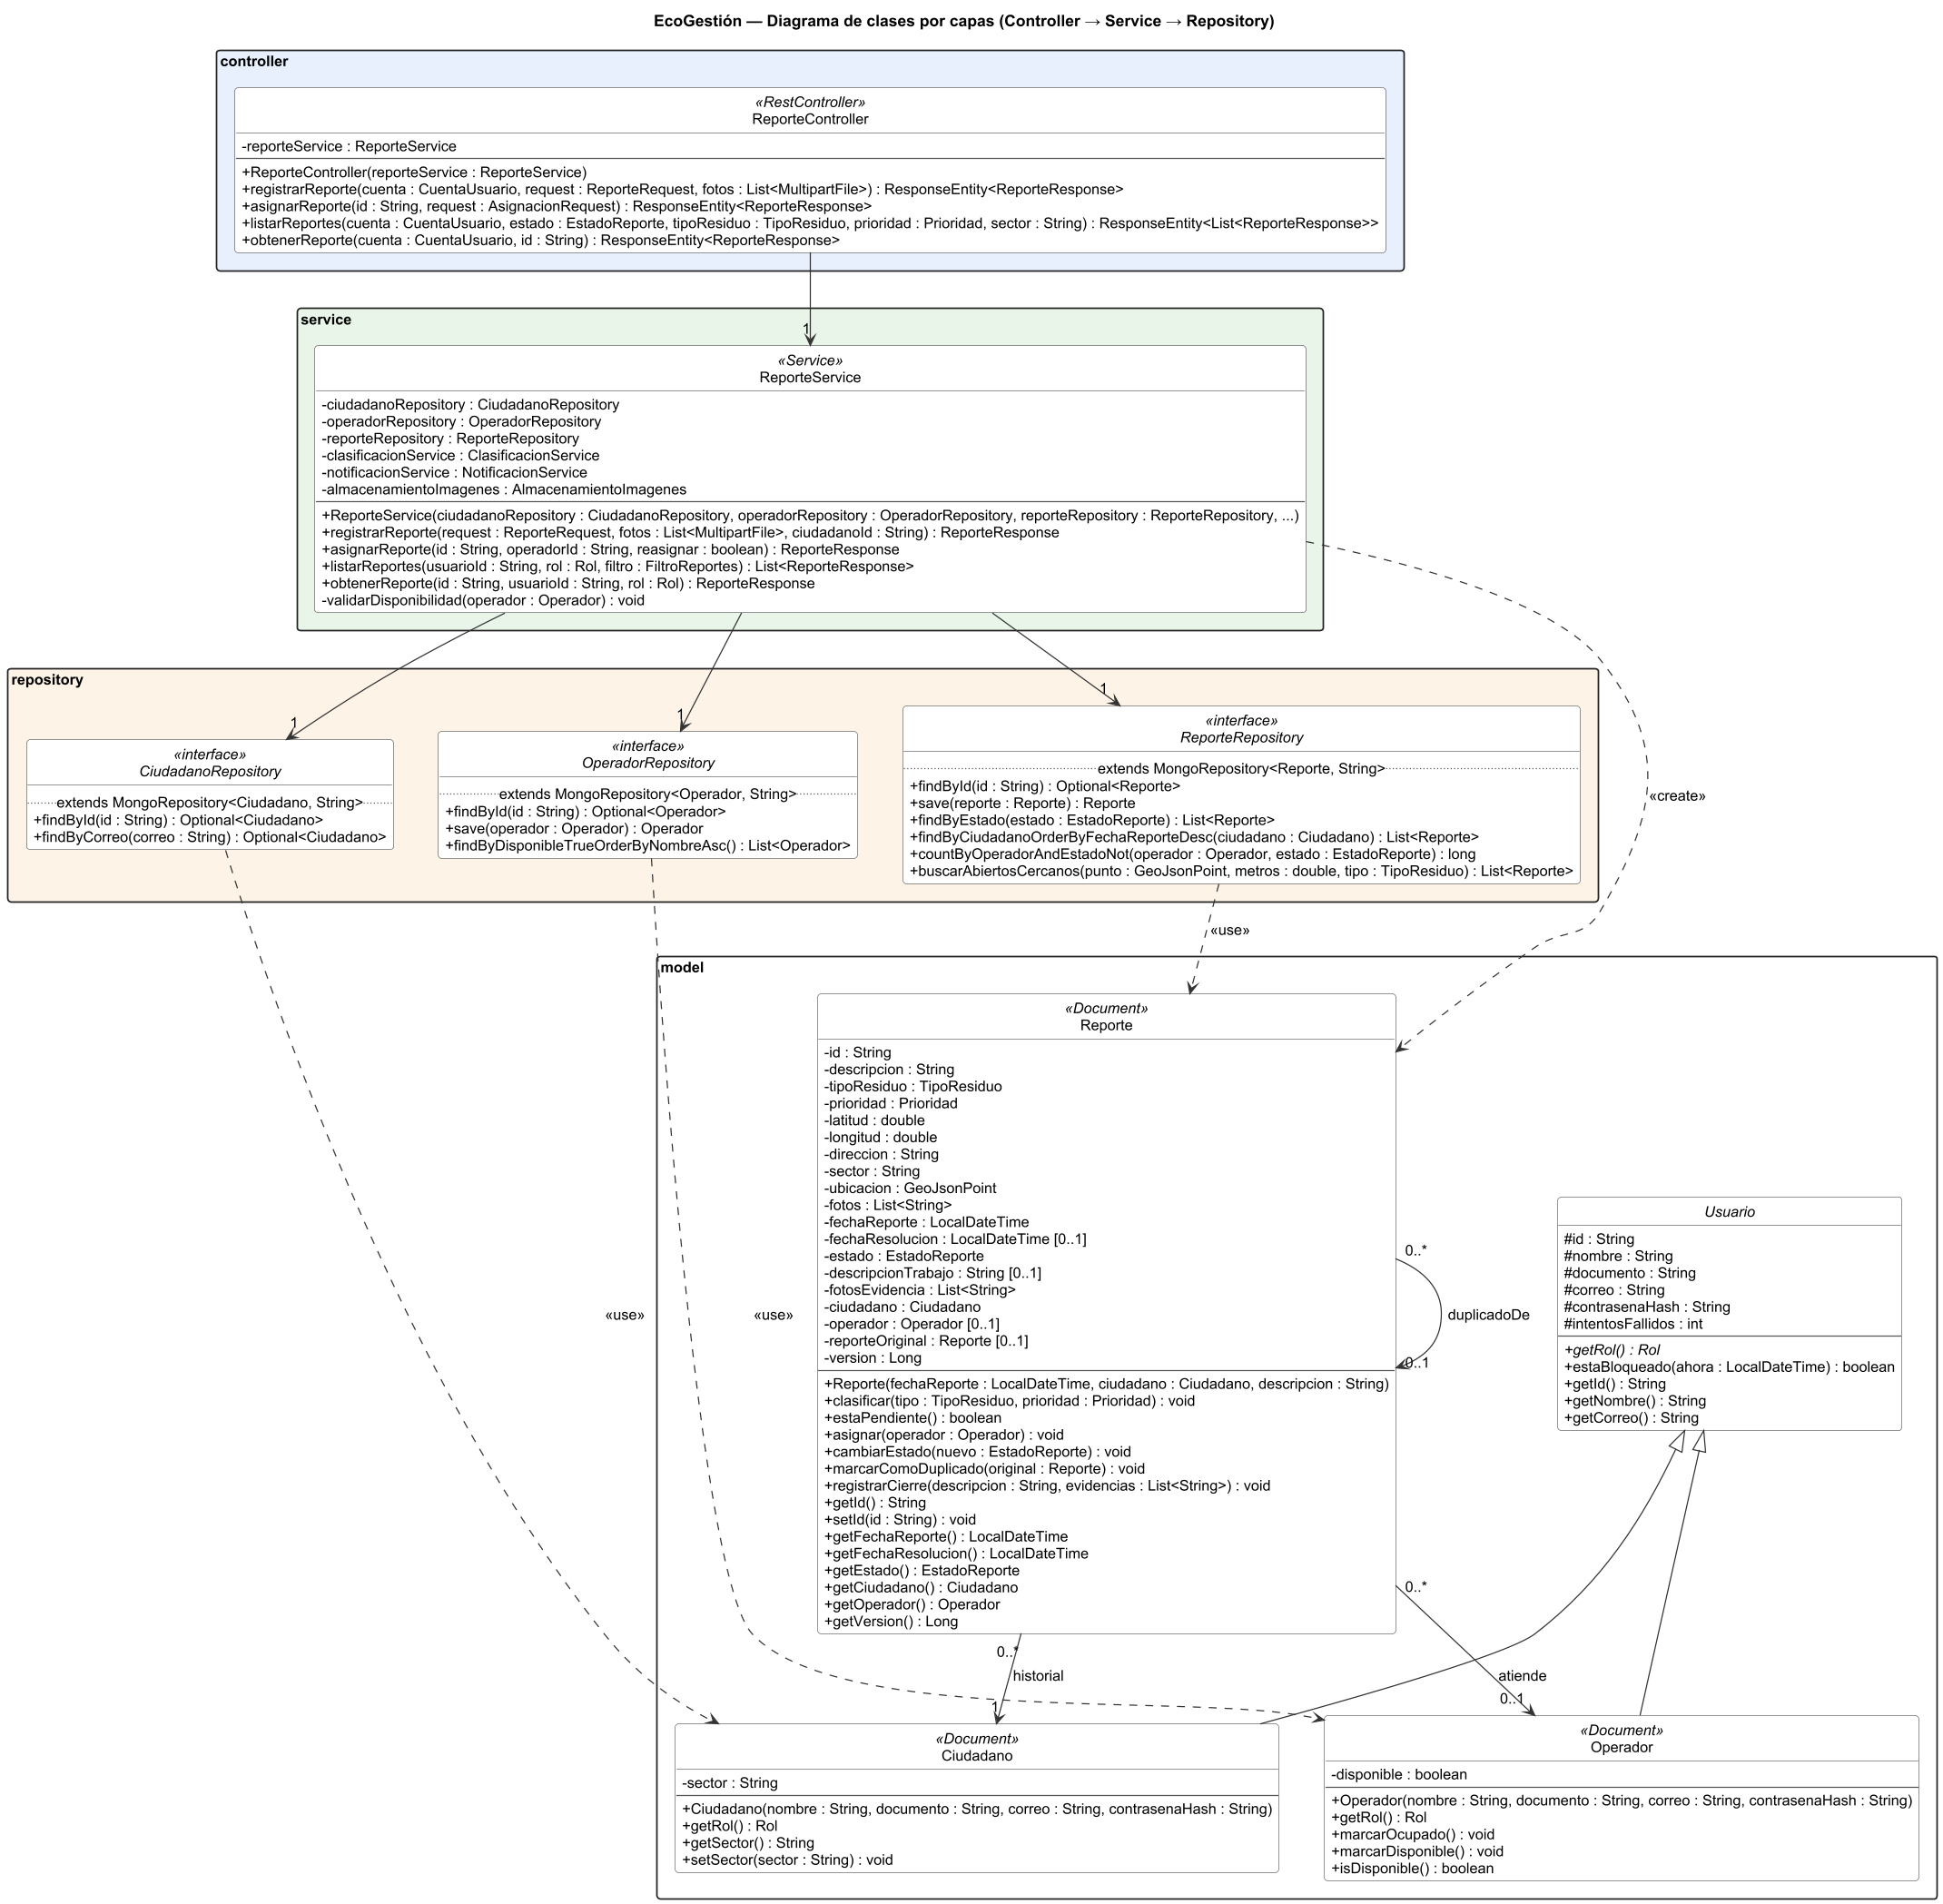 EcoGestión — Diagrama de clases por capas (Controller → Service → Repository)
controller
«RestController»
ReporteController
-reporteService : ReporteService
+ReporteController(reporteService : ReporteService)
+registrarReporte(cuenta : CuentaUsuario, request : ReporteRequest, fotos : List<MultipartFile>) : ResponseEntity<ReporteResponse>
+asignarReporte(id : String, request : AsignacionRequest) : ResponseEntity<ReporteResponse>
+listarReportes(cuenta : CuentaUsuario, estado : EstadoReporte, tipoResiduo : TipoResiduo, prioridad : Prioridad, sector : String) : ResponseEntity<List<ReporteResponse>>
+obtenerReporte(cuenta : CuentaUsuario, id : String) : ResponseEntity<ReporteResponse>
1
service
«Service»
ReporteService
-ciudadanoRepository : CiudadanoRepository
-operadorRepository : OperadorRepository
-reporteRepository : ReporteRepository
-clasificacionService : ClasificacionService
-notificacionService : NotificacionService
-almacenamientoImagenes : AlmacenamientoImagenes
+ReporteService(ciudadanoRepository : CiudadanoRepository, operadorRepository : OperadorRepository, reporteRepository : ReporteRepository, ...)
+registrarReporte(request : ReporteRequest, fotos : List<MultipartFile>, ciudadanoId : String) : ReporteResponse
+asignarReporte(id : String, operadorId : String, reasignar : boolean) : ReporteResponse
+listarReportes(usuarioId : String, rol : Rol, filtro : FiltroReportes) : List<ReporteResponse>
+obtenerReporte(id : String, usuarioId : String, rol : Rol) : ReporteResponse
-validarDisponibilidad(operador : Operador) : void
repository
1
1
1
«interface»
CiudadanoRepository
extends MongoRepository<Ciudadano, String>
+findById(id : String) : Optional<Ciudadano>
+findByCorreo(correo : String) : Optional<Ciudadano>
«interface»
OperadorRepository
extends MongoRepository<Operador, String>
+findById(id : String) : Optional<Operador>
+save(operador : Operador) : Operador
+findByDisponibleTrueOrderByNombreAsc() : List<Operador>
«interface»
ReporteRepository
extends MongoRepository<Reporte, String>
+findById(id : String) : Optional<Reporte>
+save(reporte : Reporte) : Reporte
+findByEstado(estado : EstadoReporte) : List<Reporte>
+findByCiudadanoOrderByFechaReporteDesc(ciudadano : Ciudadano) : List<Reporte>
+countByOperadorAndEstadoNot(operador : Operador, estado : EstadoReporte) : long
+buscarAbiertosCercanos(punto : GeoJsonPoint, metros : double, tipo : TipoResiduo) : List<Reporte>
«create»
«use»
model
«Document»
Reporte
-id : String
-descripcion : String
-tipoResiduo : TipoResiduo
-prioridad : Prioridad
-latitud : double
-longitud : double
-direccion : String
-sector : String
-ubicacion : GeoJsonPoint
-fotos : List<String>
-fechaReporte : LocalDateTime
-fechaResolucion : LocalDateTime [0..1]
-estado : EstadoReporte
-descripcionTrabajo : String [0..1]
-fotosEvidencia : List<String>
-ciudadano : Ciudadano
-operador : Operador [0..1]
-reporteOriginal : Reporte [0..1]
-version : Long
+Reporte(fechaReporte : LocalDateTime, ciudadano : Ciudadano, descripcion : String)
+clasificar(tipo : TipoResiduo, prioridad : Prioridad) : void
+estaPendiente() : boolean
+asignar(operador : Operador) : void
+cambiarEstado(nuevo : EstadoReporte) : void
+marcarComoDuplicado(original : Reporte) : void
+registrarCierre(descripcion : String, evidencias : List<String>) : void
+getId() : String
+setId(id : String) : void
+getFechaReporte() : LocalDateTime
+getFechaResolucion() : LocalDateTime
+getEstado() : EstadoReporte
+getCiudadano() : Ciudadano
+getOperador() : Operador
+getVersion() : Long
0..*
duplicadoDe
0..1
Usuario
#id : String
#nombre : String
#documento : String
#correo : String
#contrasenaHash : String
#intentosFallidos : int
+getRol() : Rol
+estaBloqueado(ahora : LocalDateTime) : boolean
+getId() : String
+getNombre() : String
+getCorreo() : String
«use»
«use»
0..*
0..*
historial
atiende
1
0..1
«Document»
Ciudadano
-sector : String
+Ciudadano(nombre : String, documento : String, correo : String, contrasenaHash : String)
+getRol() : Rol
+getSector() : String
+setSector(sector : String) : void
«Document»
Operador
-disponible : boolean
+Operador(nombre : String, documento : String, correo : String, contrasenaHash : String)
+getRol() : Rol
+marcarOcupado() : void
+marcarDisponible() : void
+isDisponible() : boolean